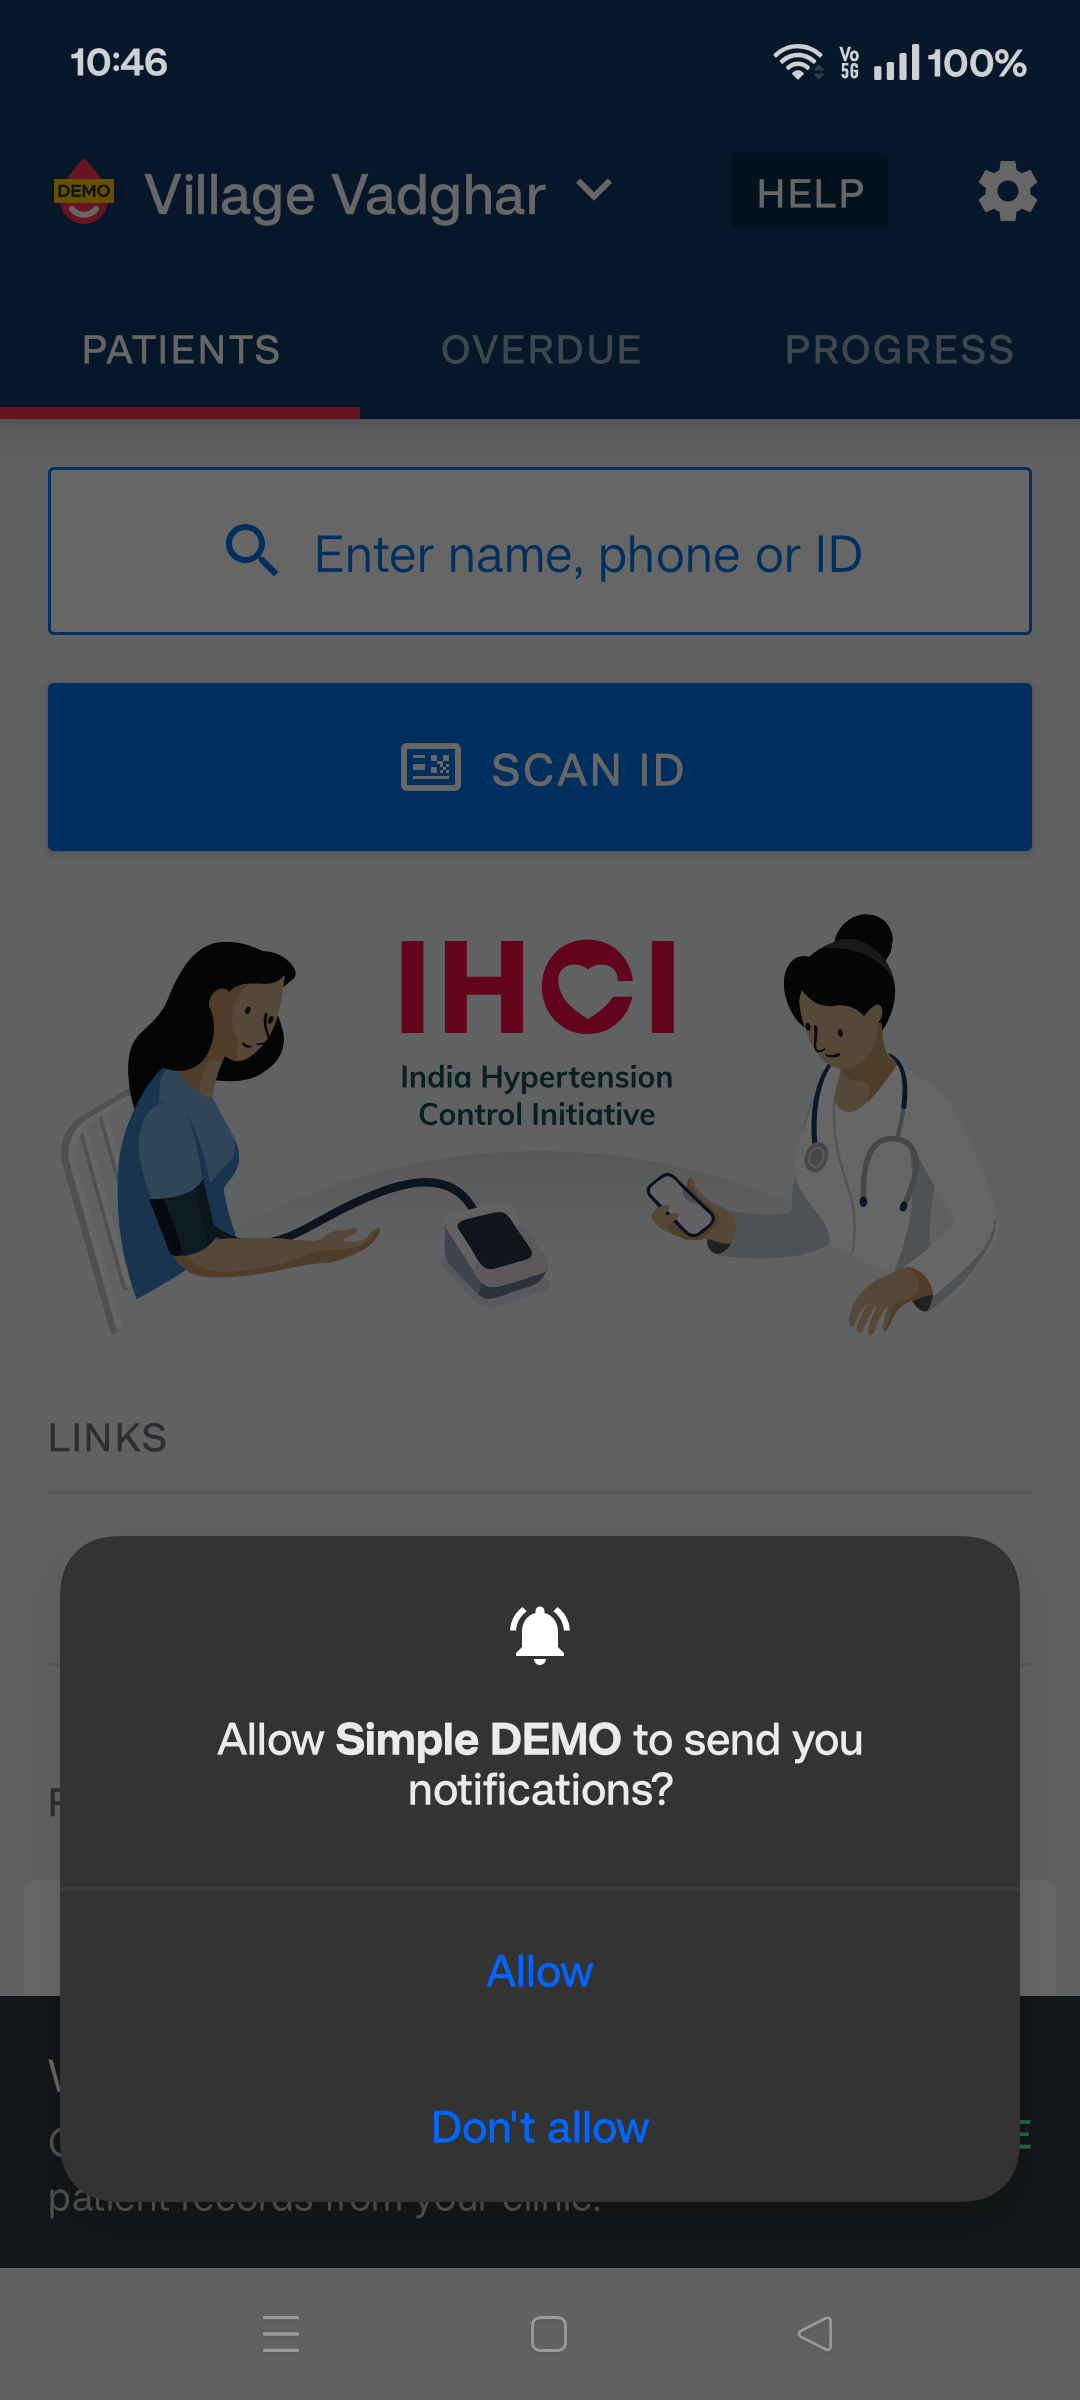 10:46
Vo
5G
100%
DEMO
Village Vadghar
HELP
PATIENTS
OVERDUE
PROGRESS
Enter name, phone or ID
SCAN ID
IHCI
India Hypertension
Control Initiative
LINKS
Allow Simple DEMO to send you
notifications?
Allow
Don't allow
patient records from your clinic.